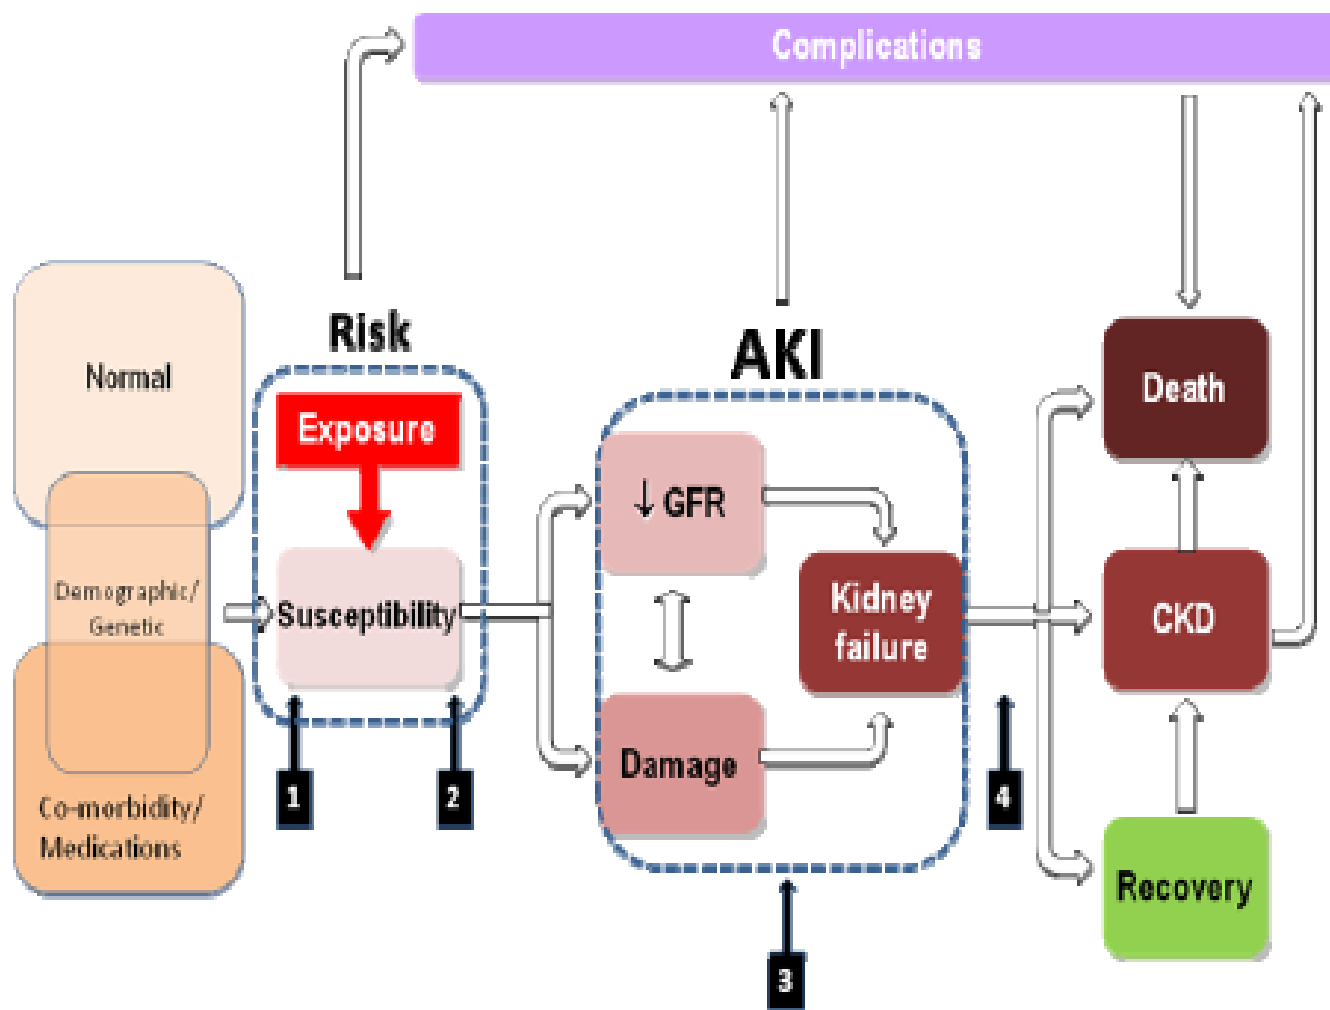 Complications
Risk
AKI
Normal
Exposure
Death
↓ GFR
Demographic/
Genetic
Susceptibility
Kidney
failure
CKD
Damage
Co-morbidity/
Medications
1
2
4
Recovery
3